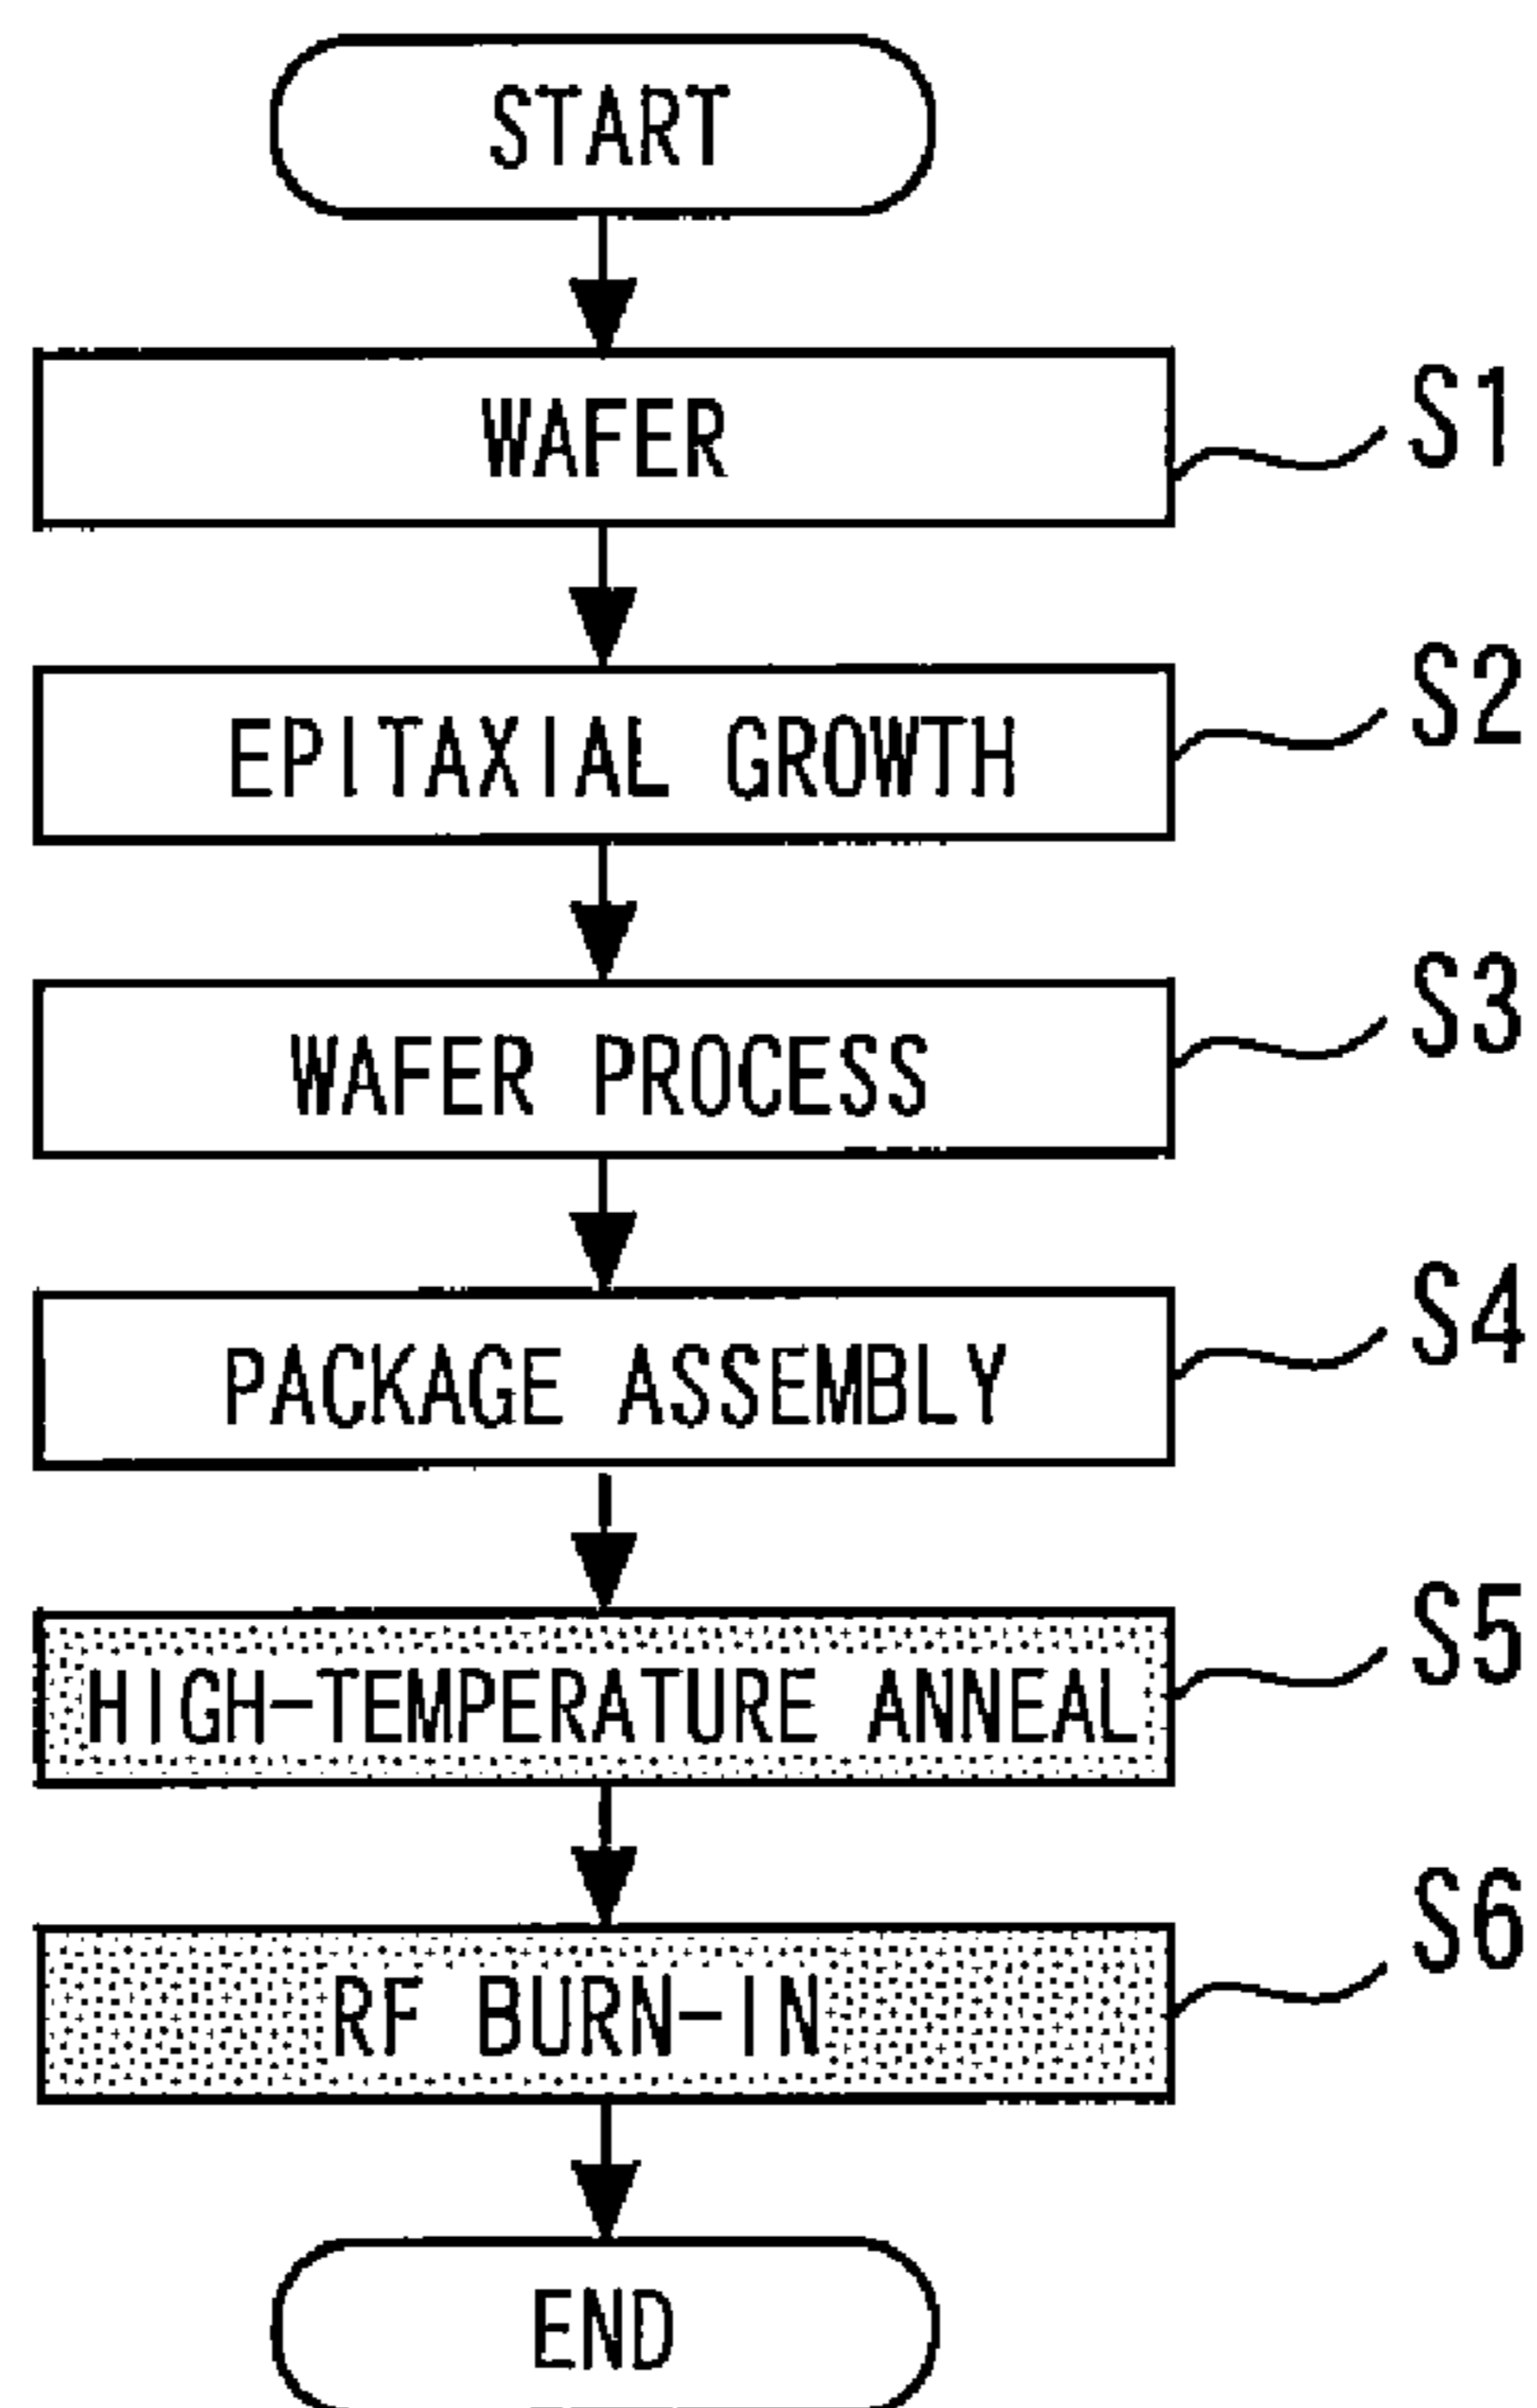 START
WAFER
S1
EPITAXIAL GROWTH
S2
WAFER PROCESS
S3
PACKAGE ASSEMBLY
S4
HIGH-TEMPERATURE ANNEAL
S5
RF BURN-IN
S6
END